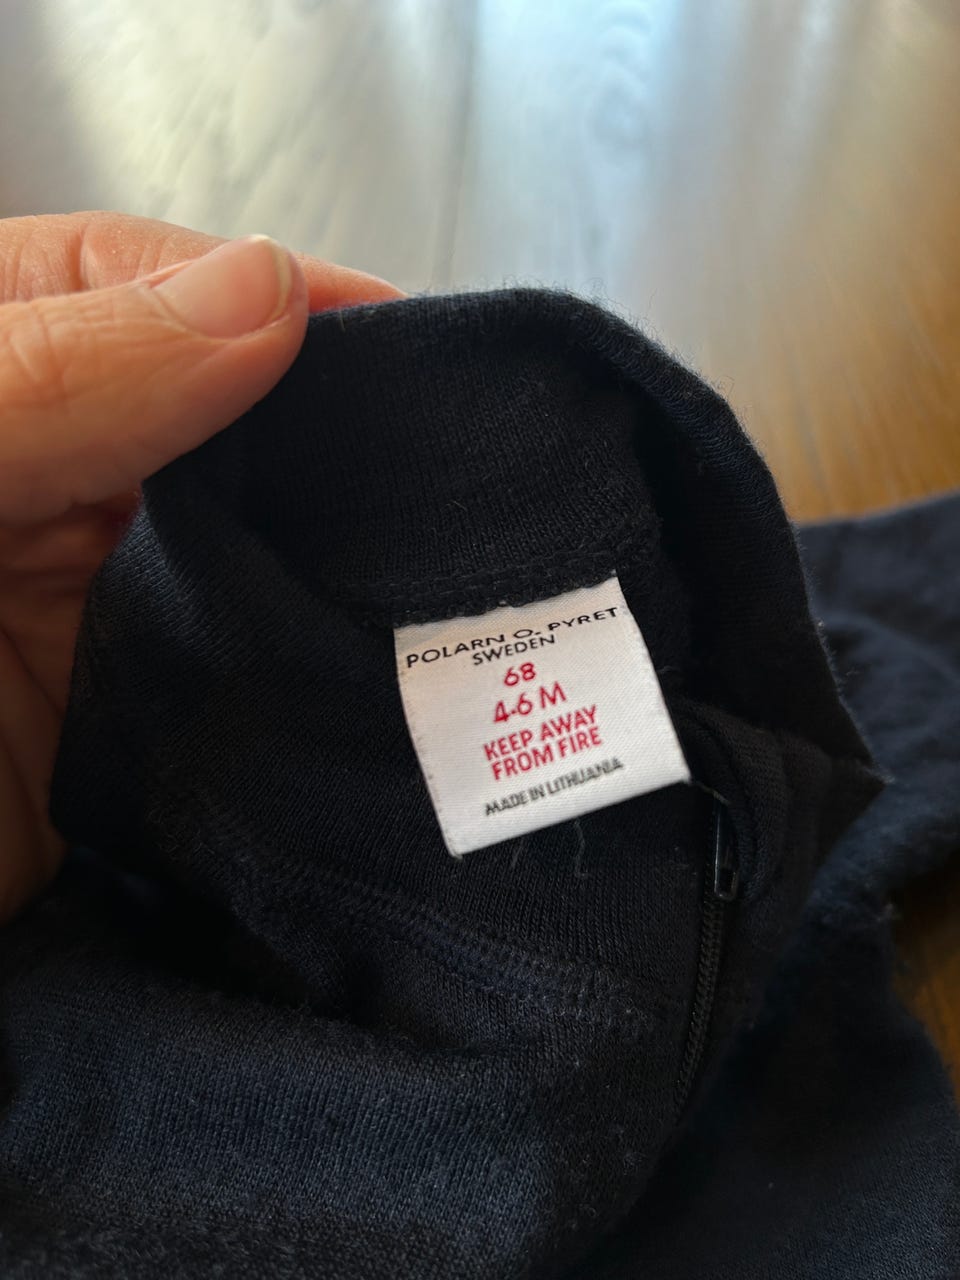 POLARN O. PYRET
SWEDEN
68
4-6 M
KEEP AWAY
FROM FIRE
MADE IN LITHUANIA